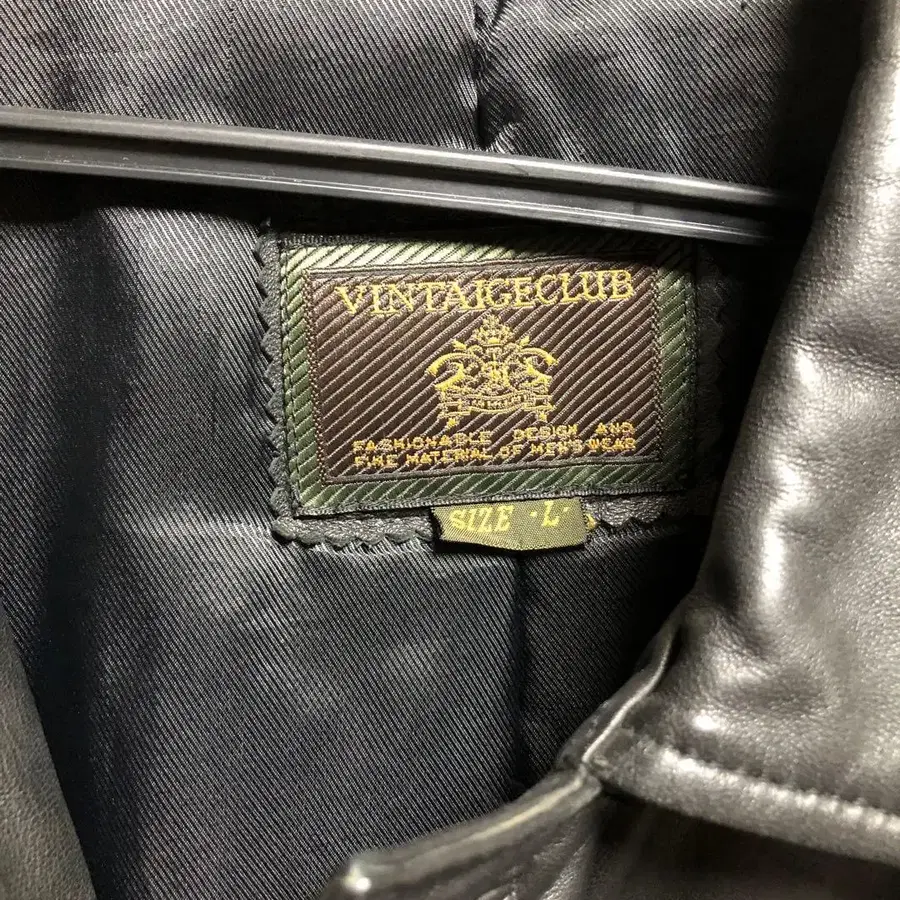 VINTAIGECLUB
FASHIONABLE DESIGN AND
FINE MATERIAL OF MEN'S WEAR
SIZE ·L·